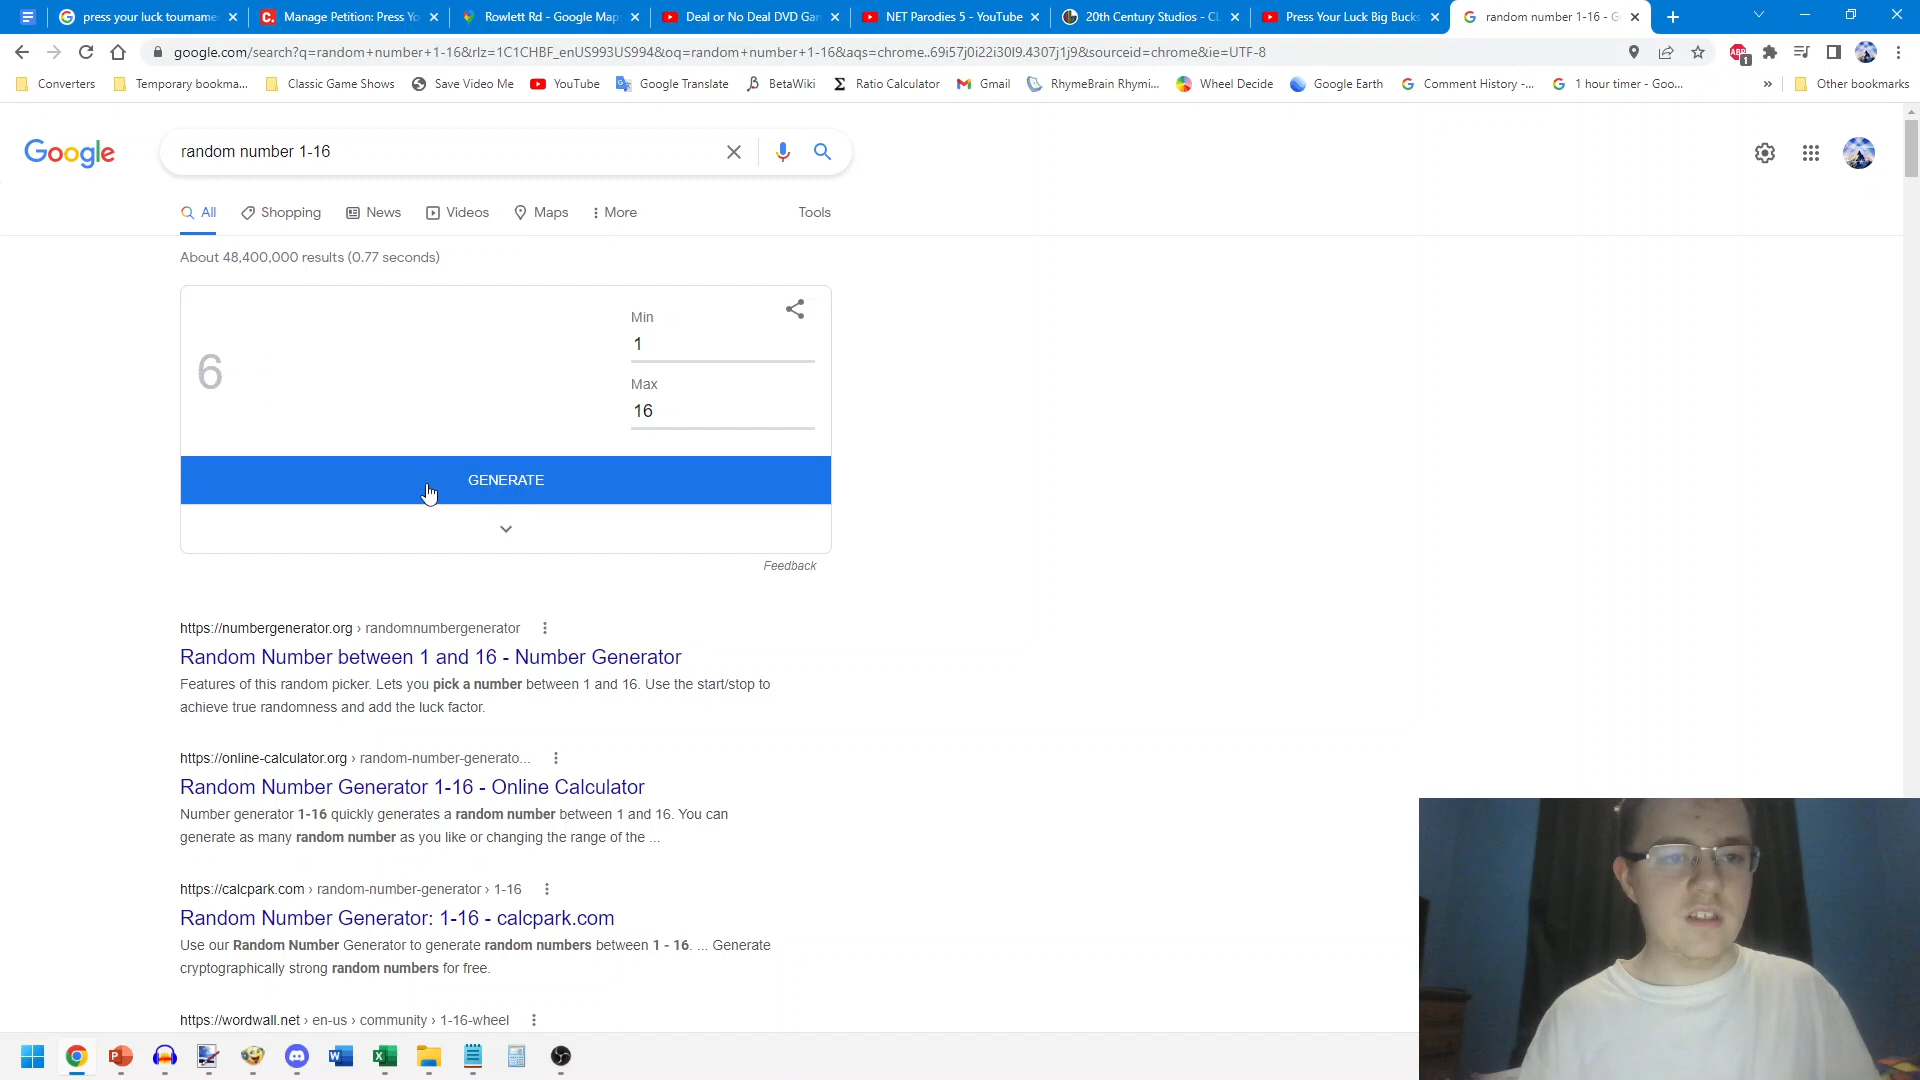 press your luck tourname
Manage Petition: Press Yo
Rowlett Rd - Google Map
Deal or No Deal DVD Gam
NET Parodies 5 - YouTube
20th Century Studios - CL
Press Your Luck Big Bucks
random number 1-16 - G
google.com/search?q=random+number+1-16&rlz=1C1CHBF_enUS993US994&oq=random+number+1-16&aqs=chrome..69i57j0i22i30l9.4307j1j9&sourceid=chrome&ie=UTF-8
ABP
1
Converters
Temporary bookma...
Classic Game Shows
Save Video Me
YouTube
Google Translate
BetaWiki
Ratio Calculator
Gmail
RhymeBrain Rhymi...
Wheel Decide
Google Earth
Comment History -...
1 hour timer - Goo...
»
Other bookmarks
Google
random number 1-16
All
Shopping
News
Videos
Maps
More
Tools
About 48,400,000 results (0.77 seconds)
6
Min
1
Max
16
GENERATE
Feedback
https://numbergenerator.org › randomnumbergenerator
Random Number between 1 and 16 - Number Generator
Features of this random picker. Lets you pick a number between 1 and 16. Use the start/stop to
achieve true randomness and add the luck factor.
https://online-calculator.org › random-number-generato...
Random Number Generator 1-16 - Online Calculator
Number generator 1-16 quickly generates a random number between 1 and 16. You can
generate as many random number as you like or changing the range of the ...
https://calcpark.com › random-number-generator › 1-16
Random Number Generator: 1-16 - calcpark.com
Use our Random Number Generator to generate random numbers between 1 - 16. ... Generate
cryptographically strong random numbers for free.
https://wordwall.net › en-us › community › 1-16-wheel